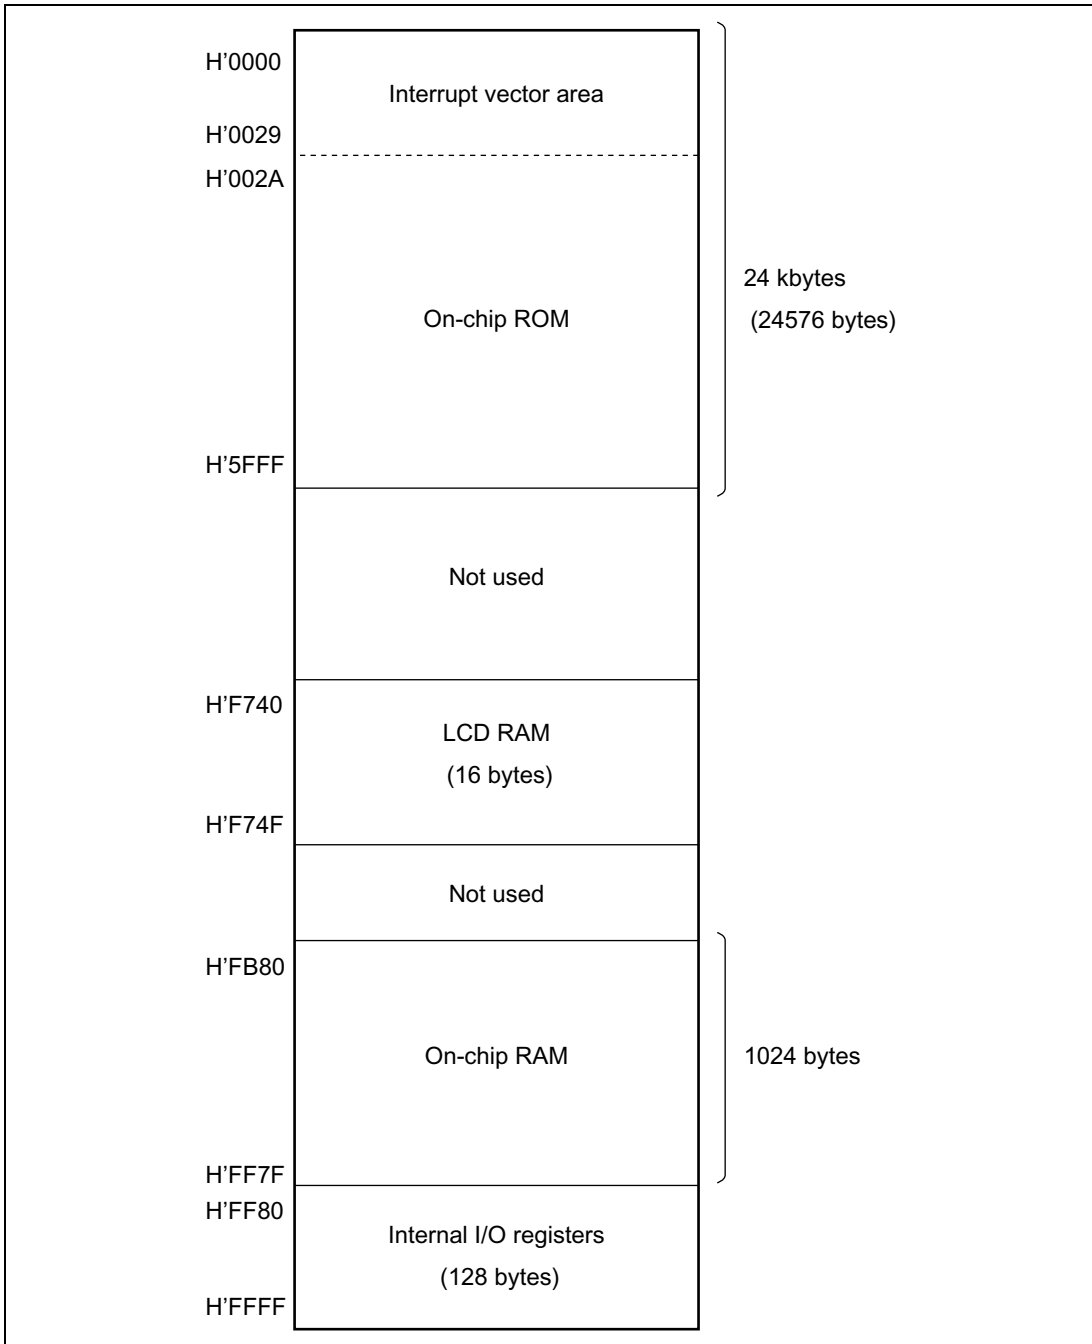 H'0000
Interrupt vector area
H'0029
H'002A
24 kbytes
(24576 bytes)
On-chip ROM
H'5FFF
Not used
H'F740
LCD RAM
(16 bytes)
H'F74F
Not used
H'FB80
On-chip RAM
1024 bytes
H'FF7F
H'FF80
Internal I/O registers
(128 bytes)
H'FFFF